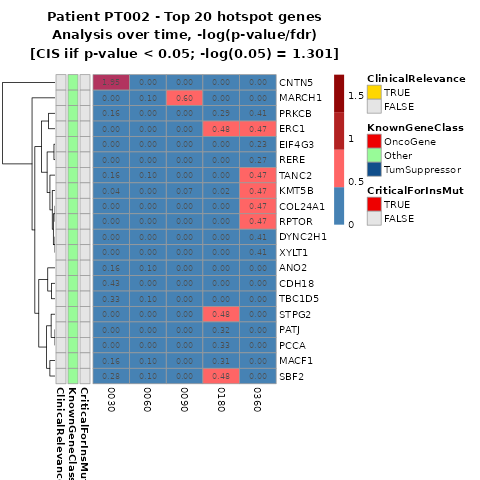 Patient PT002 - Top 20 hotspot genes
Analysis over time, -log(p-value/fdr)
[CIS iif p-value < 0.05; -log(0.05) = 1.301]
0.00 0.00 0.00 0.00 CNTN5
0.00 0.10 0.60 0.00 0.00 MARCH1
0.16 0.00 0.00 0.29 0.41 PRKCB
0.00 0.00 0.00 0.48 0.47 ERC1
0.00 0.00 0.00 0.00 0.23 EIF4G3
0.00 0.00 0.00 0.00 0.27 RERE
0.16 0.10 0.00 0.00 0.47 TANC2
0.04 0.00 0.07 0.02 0.47 KMT5B
0.00 0.00 0.00 0.00 0.47 COL24A1
0.00 0.00 0.00 0.00 0.47 RPTOR
0.00 0.00 0.00 0.00 0.41 DYNC2H1
0.00 0.00 0.00 0.00 0.41 XYLT1
0.16 0.10 0.00 0.00 0.00 ANO2
0.43 0.00 0.00 0.00 0.00 CDH18
0.33 0.10 0.00 0.00 0.00 TBC1D5
0.00 0.00 0.00 0.48 0.00 STPG2
0.00 0.00 0.00 0.32 0.00 PATJ
0.00 0.00 0.00 0.33 0.00 PCCA
0.16 0.10 0.00 0.31 0.00 MACF1
0.28 0.10 0.00 0.48 0.00 SBF2
0030
0060
0090
0180
0360
ClinicalRelevance
KnownGeneClass
CriticalForInsMut
1.5
1
0.5
0
ClinicalRelevance
TRUE
FALSE
KnownGeneClass
OncoGene
Other
TumSuppressor
CriticalForInsMut
TRUE
FALSE